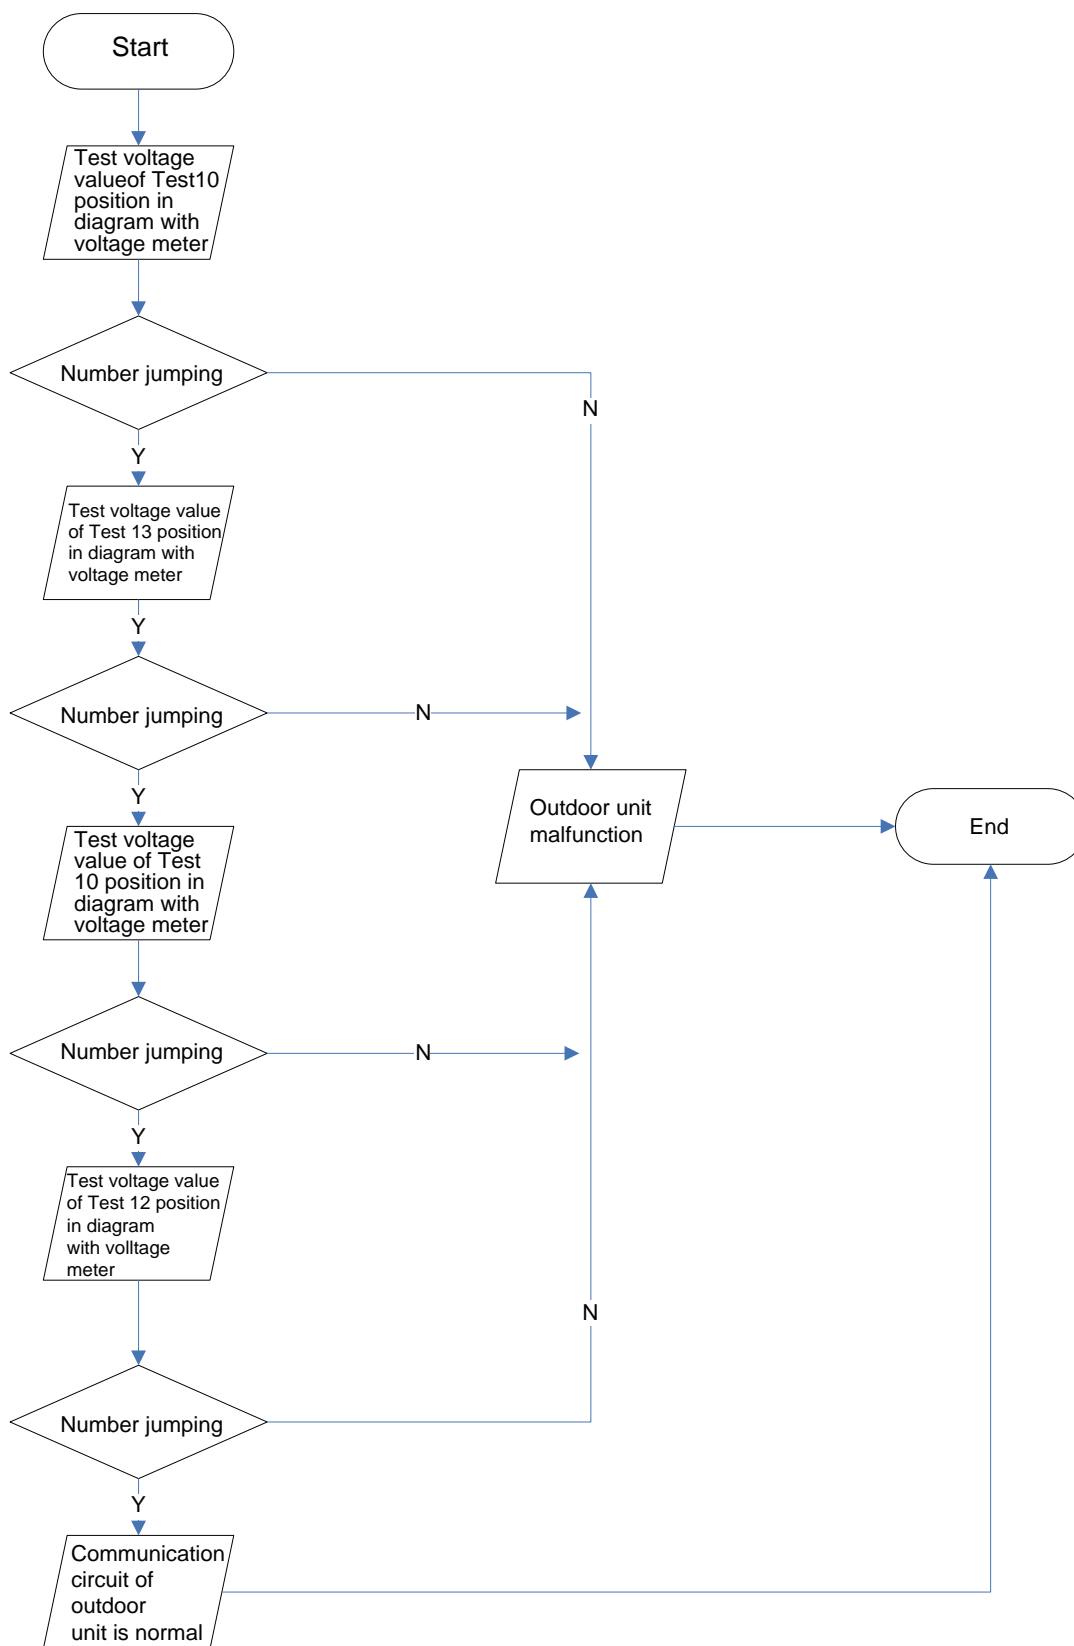 Start
Test voltage
valueof Test10
position in
diagram with
voltage meter
Number jumping
N
Y
Test voltage value
of Test 13 position
in diagram with
voltage meter
Y
Number jumping
N
Y
Test voltage
value of Test
10 position in
diagram with
voltage meter
Outdoor unit
malfunction
End
Number jumping
N
Y
Test voltage value
of Test 12 position
in diagram
with volltage
meter
N
Number jumping
Y
Communication
circuit of
outdoor
unit is normal